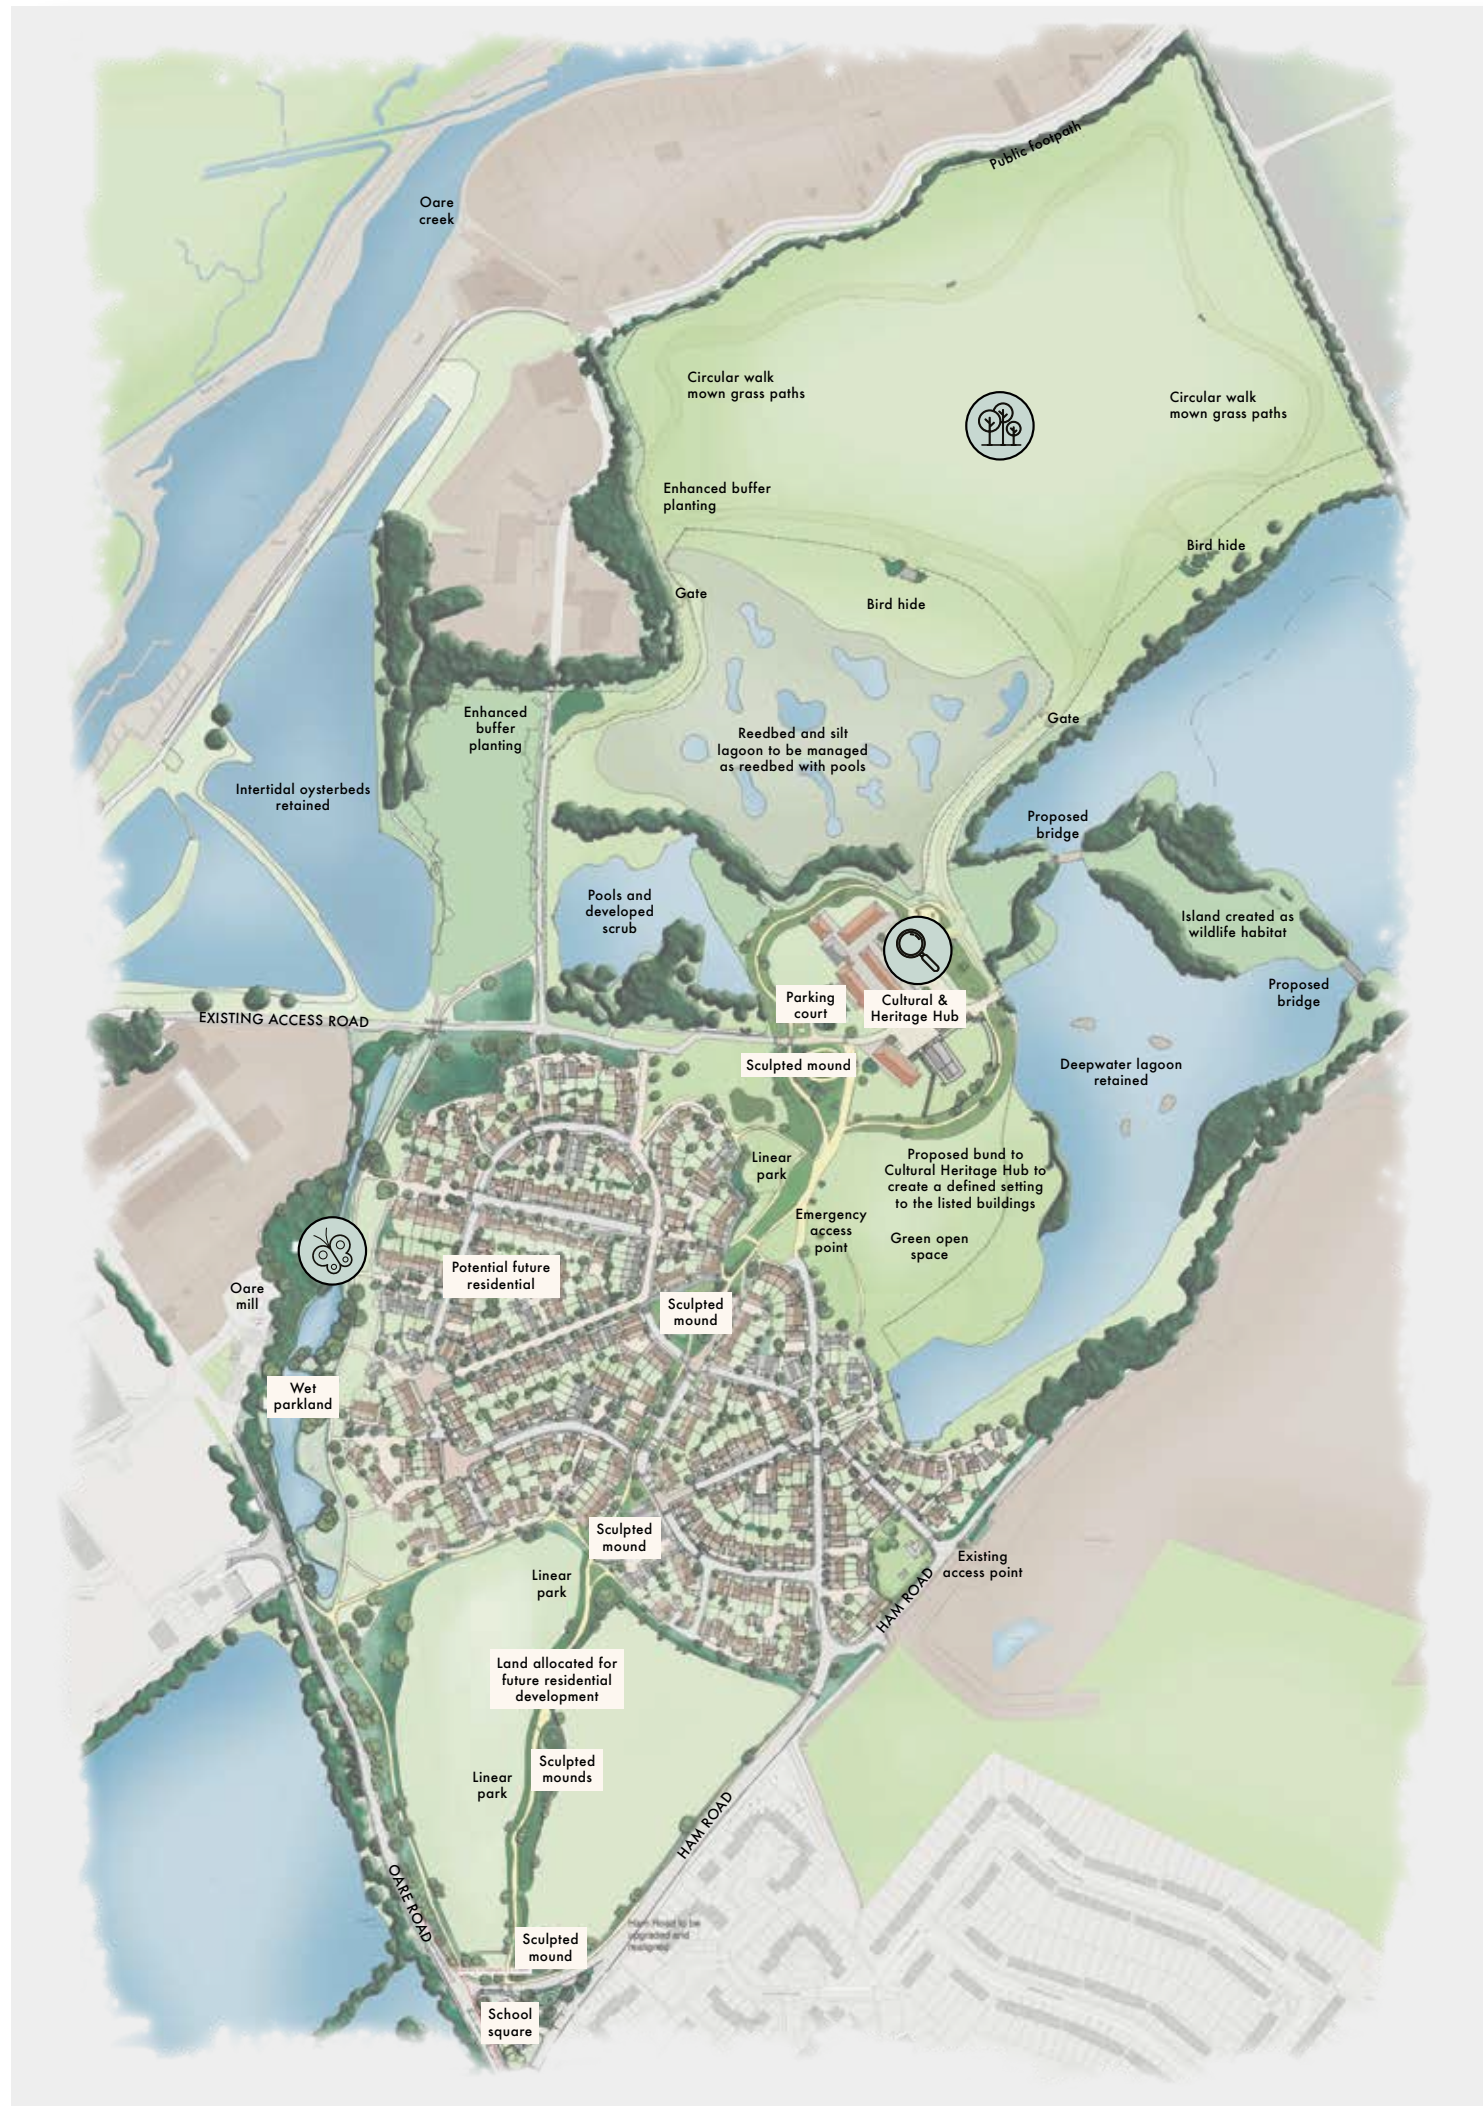 Public footpath
Oare
creek
Circular walk
mown grass paths
Circular walk
mown grass paths
Enhanced buffer
planting
Bird hide
Gate
Bird hide
Enhanced
buffer
planting
Gate
Reedbed and silt
lagoon to be managed
as reedbed with pools
Intertidal oysterbeds
retained
Proposed
bridge
Pools and
developed
scrub
Island created as
wildlife habitat
Proposed
bridge
Parking
court
Cultural &
Heritage Hub
EXISTING ACCESS ROAD
Sculpted mound
Deepwater lagoon
retained
Linear
park
Proposed bund to
Cultural Heritage Hub to
create a defined setting
to the listed buildings
Emergency
access
point
Green open
space
Potential future
residential
Oare
mill
Sculpted
mound
Wet
parkland
Sculpted
mound
Existing
access point
Linear
park
HAM ROAD
Land allocated for
future residential
development
Sculpted
mounds
Linear
park
HAM ROAD
OARE ROAD
Ham Road to be
upgraded and
Sculpted
mound
School
square